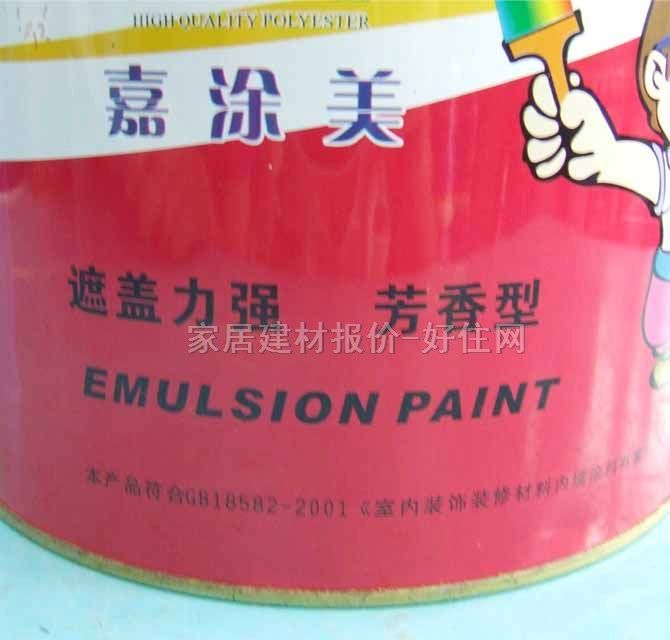 HIGH QUALITY POLYESTER
嘉涂美
遮盖力强 芳香型
家居建材报价-好住网
EMULSION PAINT
本产品符合GB18582-2001《室内装饰装修材料内墙涂料